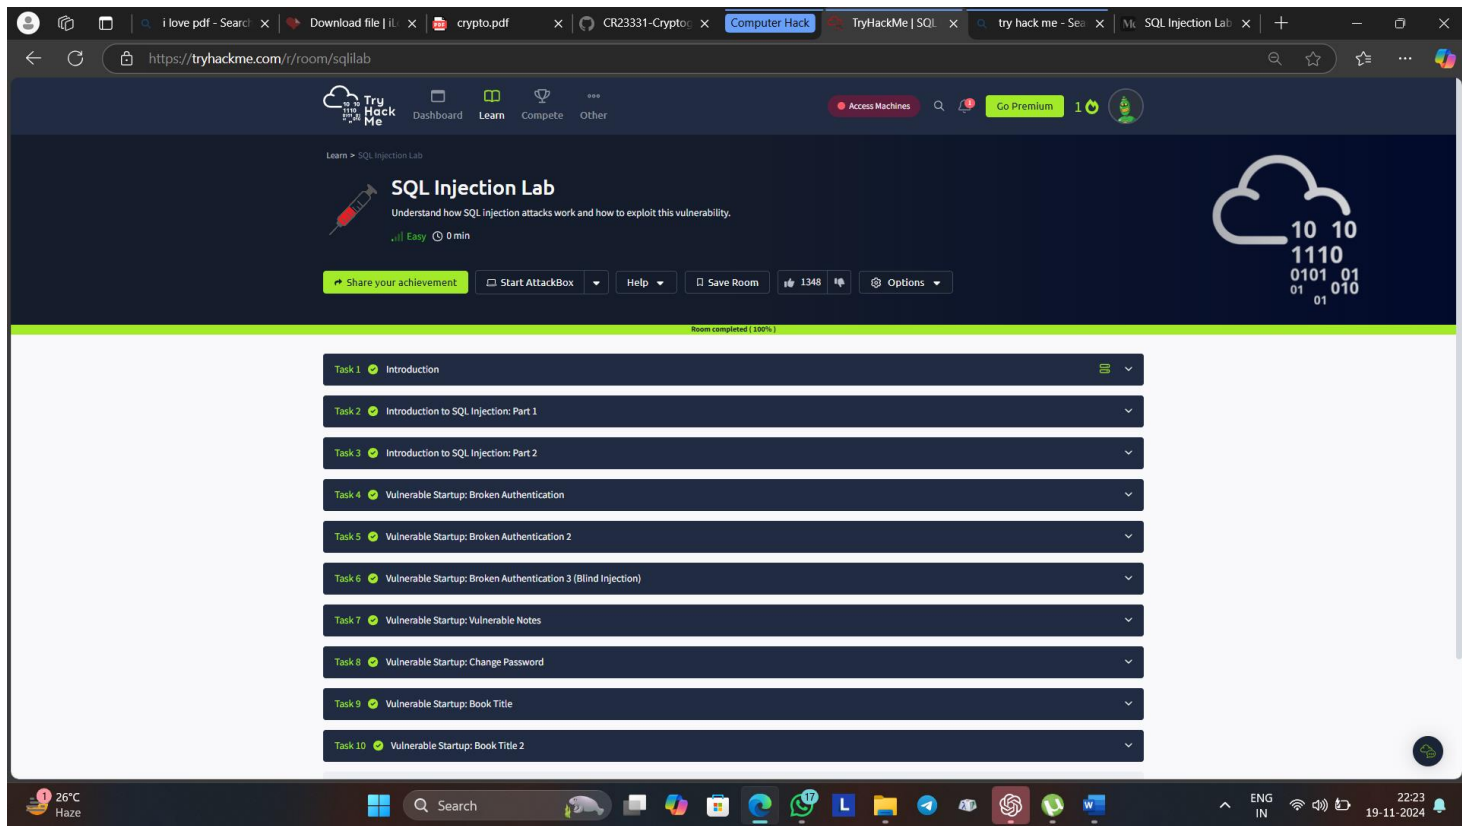 i love pdf - Search
Download file | iL
crypto.pdf
CR23331-Cryptog
Computer Hack
TryHackMe | SQL
try hack me - Sea
SQL Injection Lab
https://tryhackme.com/r/room/sqlilab
Try Hack Me
Dashboard
Learn
Compete
Other
Access Machines
1
Go Premium
1
Learn > SQL Injection Lab
SQL Injection Lab
Understand how SQL injection attacks work and how to exploit this vulnerability.
Easy 0 min
Share your achievement
Start AttackBox
Help
Save Room
1348
Options
10 10
1110
0101 01
01 010
01
Room completed ( 100% )
Task 1 Introduction
Task 2 Introduction to SQL Injection: Part 1
Task 3 Introduction to SQL Injection: Part 2
Task 4 Vulnerable Startup: Broken Authentication
Task 5 Vulnerable Startup: Broken Authentication 2
Task 6 Vulnerable Startup: Broken Authentication 3 (Blind Injection)
Task 7 Vulnerable Startup: Vulnerable Notes
Task 8 Vulnerable Startup: Change Password
Task 9 Vulnerable Startup: Book Title
Task 10 Vulnerable Startup: Book Title 2
1
26°C
Haze
Search
17
L
W
ENG
IN
22:23
19-11-2024